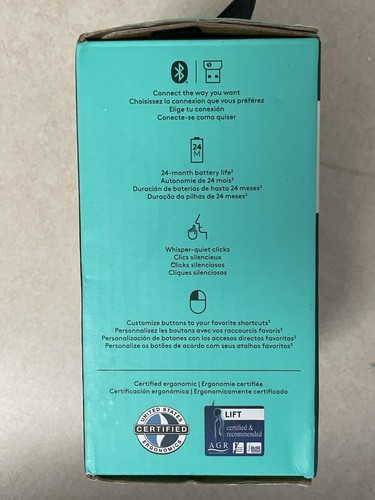 Connect the way you want
Choisissez la connexion que vous préférez
Elige tu conexión
Conecte-se como quiser
24
M
24-month battery life²
Autonomie de 24 mois²
Duración de baterías de hasta 24 meses²
Duração da pilhas de 24 meses²
Whisper-quiet clicks
Clics silencieux
Clicks silenciosos
Cliques silenciosos
Customize buttons to your favorite shortcuts³
Personnalisez les boutons avec vos raccourcis favoris³
Personalización de botones con los accesos directos favoritos³
Personalize os botões de acordo com seus atalhos favoritos³
Certified ergonomic | Ergonomie certifiée
Certificación ergonómica | Ergonomicamente certificado
UNITED STATES
CERTIFIED
ERGONOMICS
LIFT
certified &
recommended
AGR